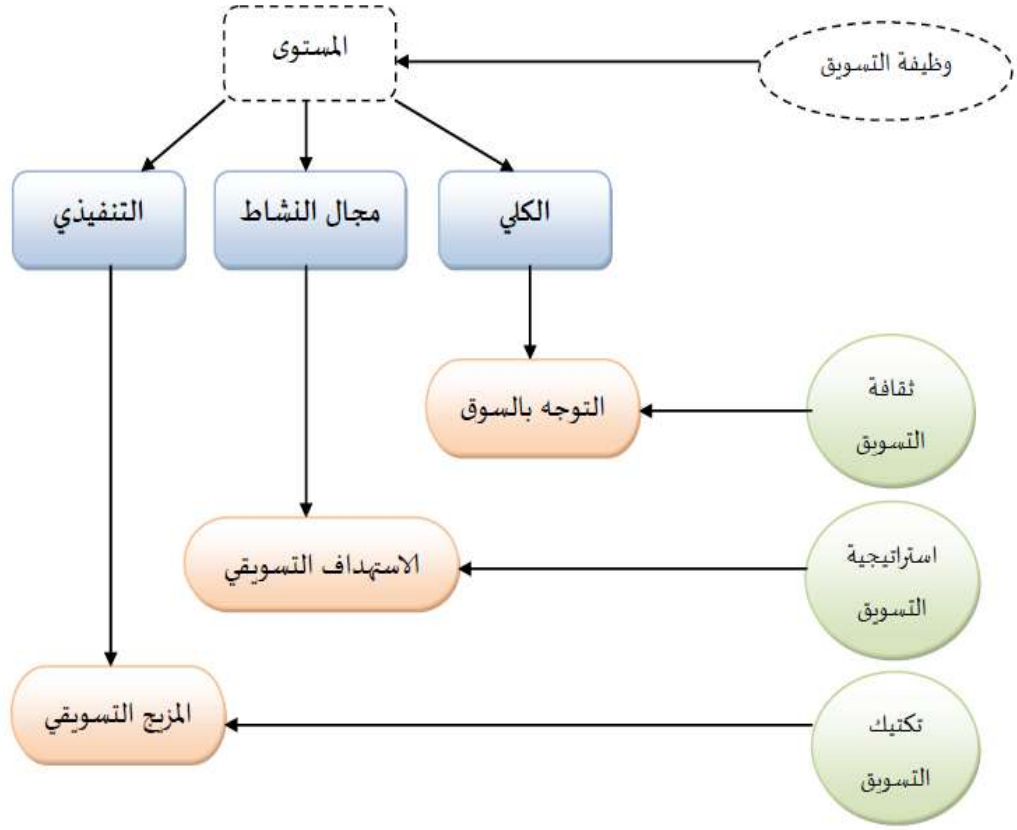 المستوى
وظيفة التسويق
الكلي
مجال النشاط
التنفيذي
التوجه بالسوق
ثقافة
التسويق
الاستهداف التسويقي
استراتيجية
التسويق
المزيج التسويقي
تكتيك
التسويق